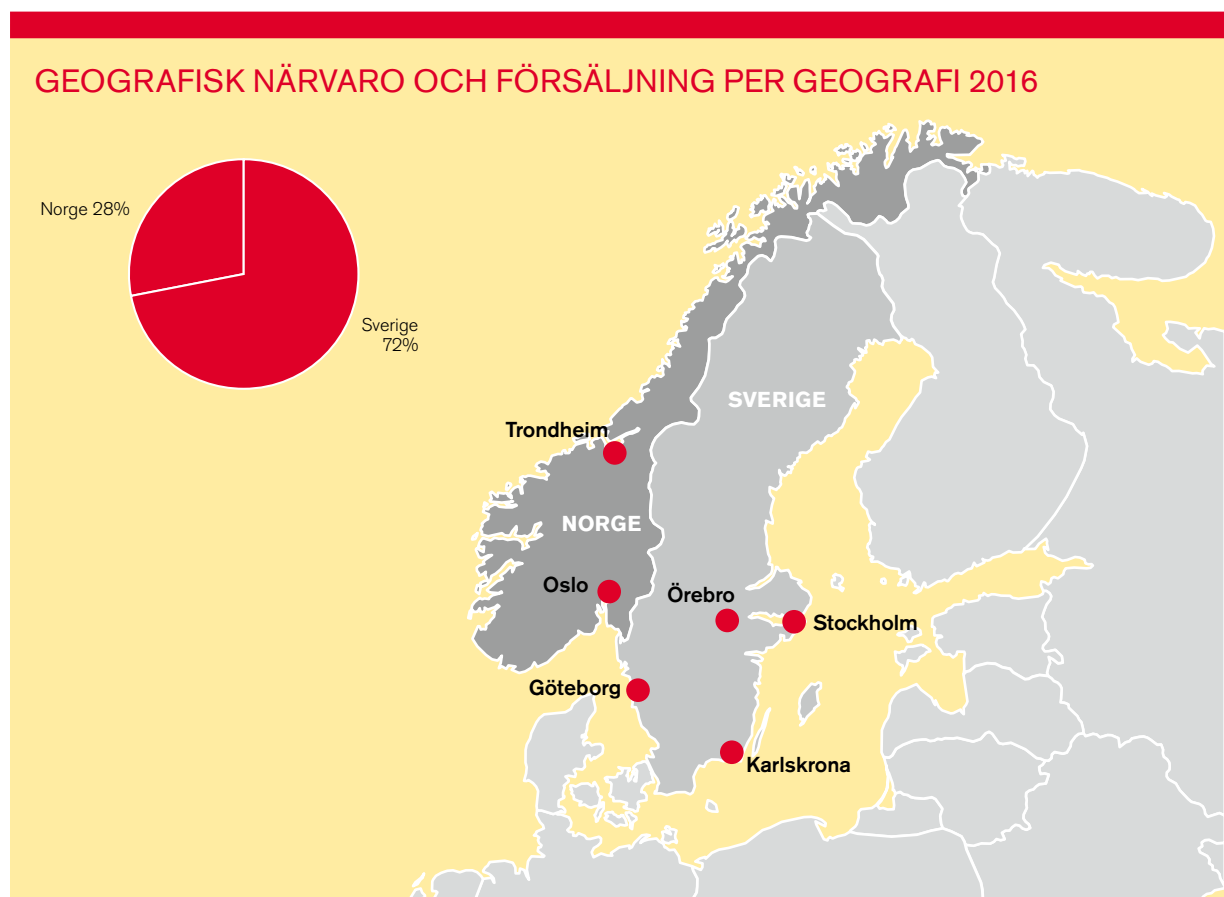 GEOGRAFISK NÄRVARO OCH FÖRSÄLJNING PER GEOGRAFI 2016
Norge 28%
Sverige
72%
SVERIGE
Trondheim
NORGE
Oslo
Örebro
Stockholm
Göteborg
Karlskrona